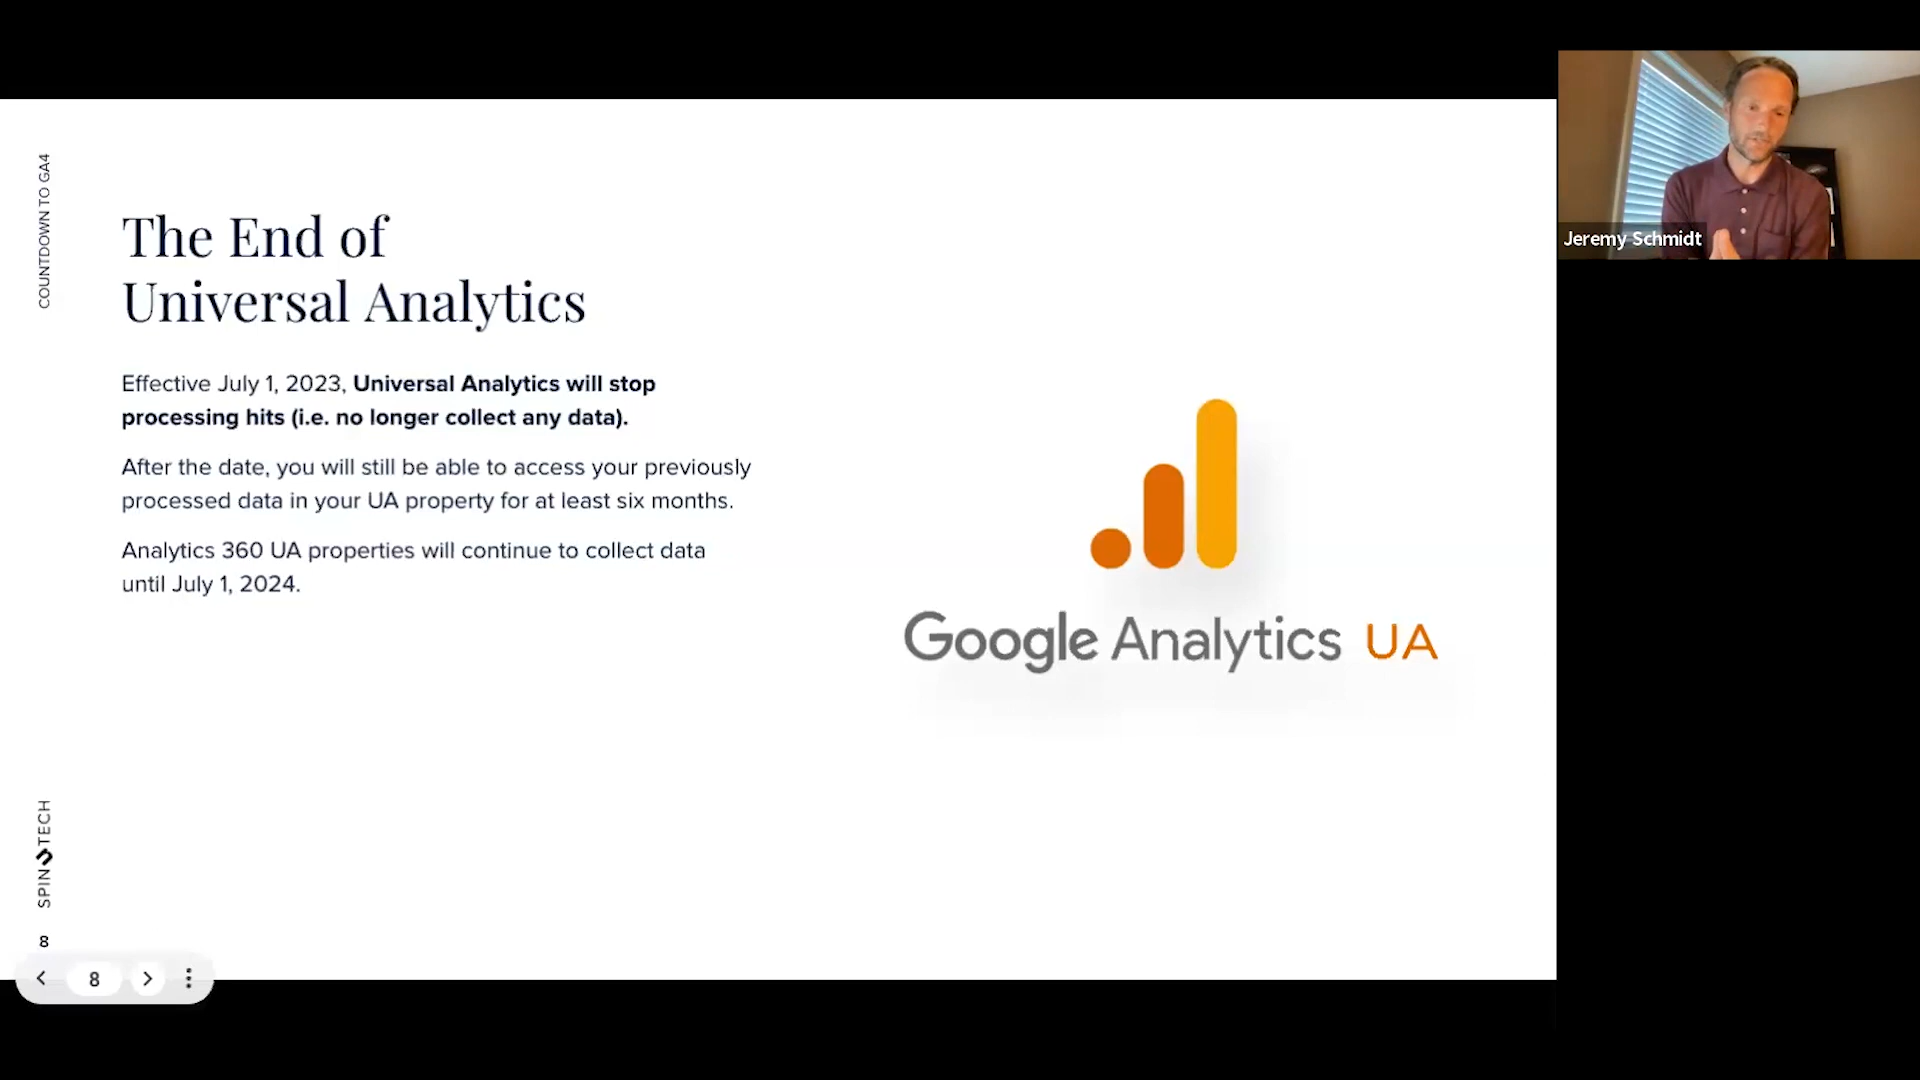 COUNTDOWN TO GA4
The End of
Universal Analytics
Effective July 1, 2023, Universal Analytics will stop
processing hits (i.e. no longer collect any data).
After the date, you will still be able to access your previously
processed data in your UA property for at least six months.
Analytics 360 UA properties will continue to collect data
until July 1, 2024.
Google Analytics UA
SPIN TECH
8
8
Jeremy Schmidt